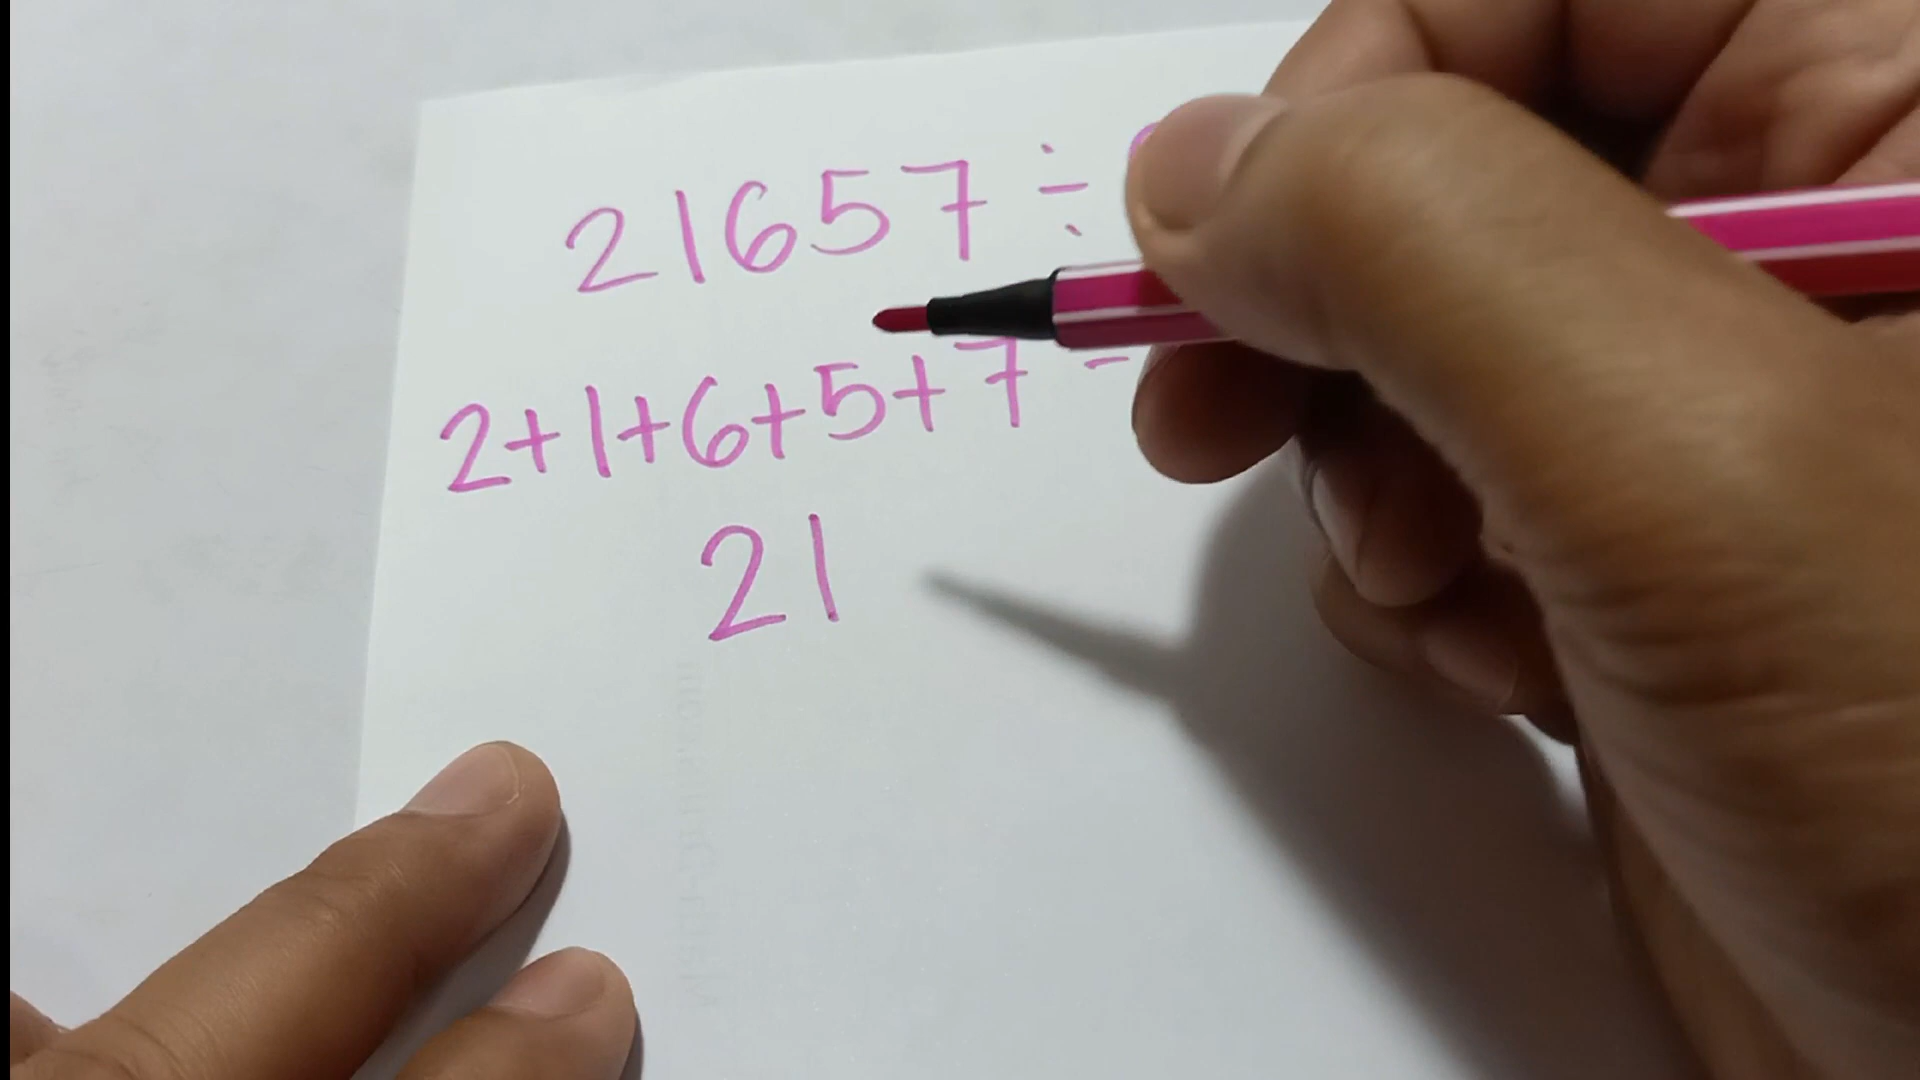 21657 ÷
2+1+6+5+7 =
21